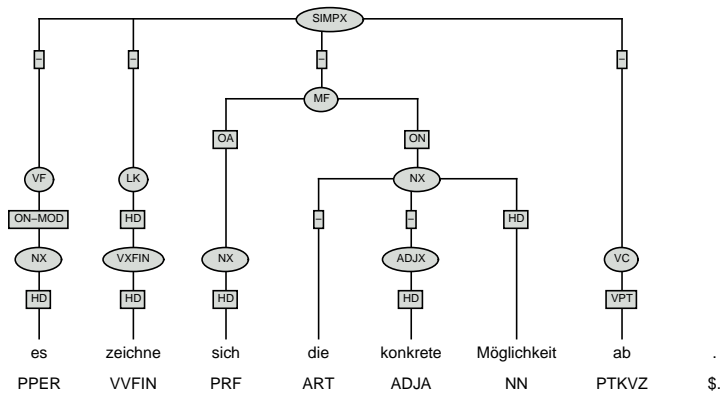 SIMPX
– – – –
MF
OA ON
VF LK NX
ON–MOD HD – – HD
NX VXFIN NX ADJX VC
HD HD HD HD VPT
es zeichne sich die konkrete Möglichkeit ab .
PPER VVFIN PRF ART ADJA NN PTKVZ $.